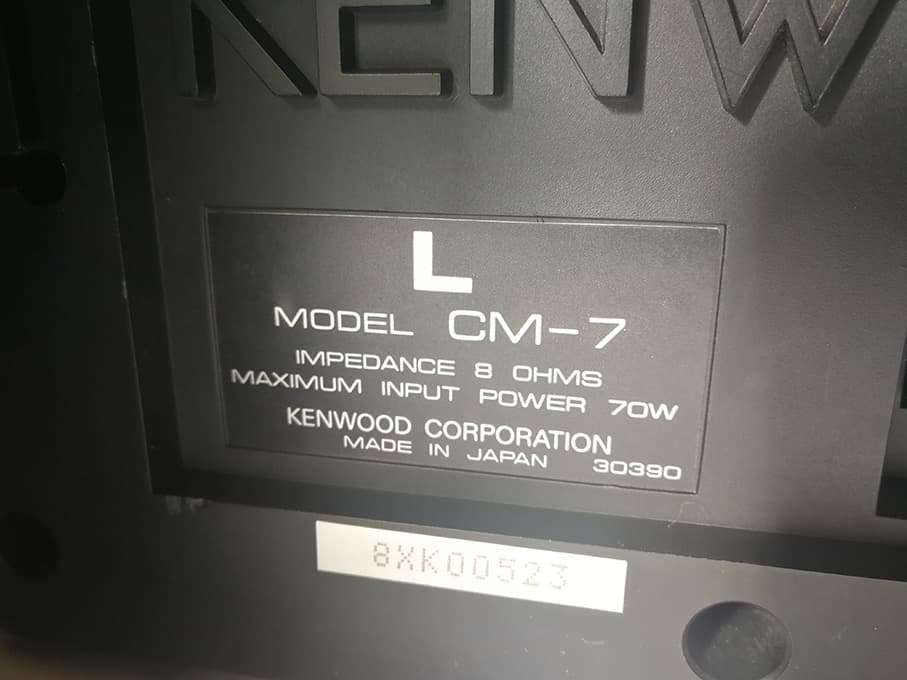 KENW
L
MODEL CM-7
IMPEDANCE 8 OHMS
MAXIMUM INPUT POWER 70W
KENWOOD CORPORATION
MADE IN JAPAN 30390
8XK00523